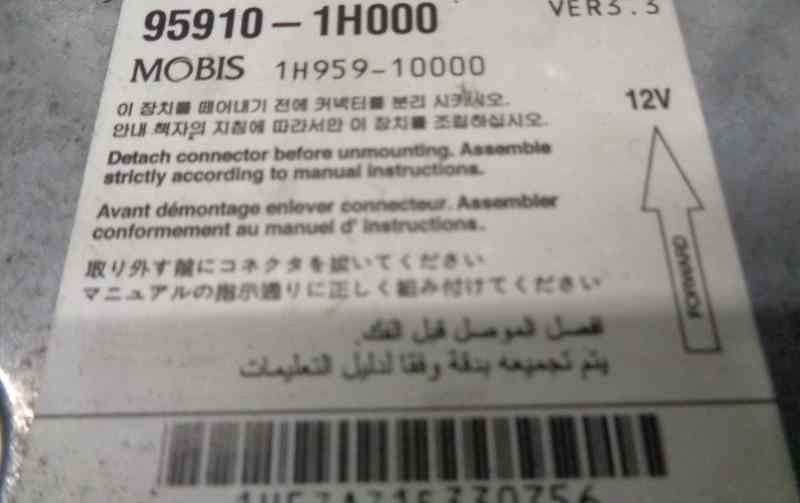 95910-1H000
VER3.3
MOBIS 1H959-10000
12V
이 장치를 떼어내기 전에 커넥터를 분리 시키시오.
안내 책자의 지침에 따라서만 이 장치를 조립하십시오.
Detach connector before unmounting. Assemble
strictly according to manual instructions.
Avant démontage enlever connecteur. Assembler
conformement au manuel d' instructions.
取り外す前にコネクタを抜いてください
マニュアルの指示通りに正しく組み付けてください
افصل الموصل قبل الفك.
يتم تجميعه بدقة وفقا لدليل التعليمات
FORWARD